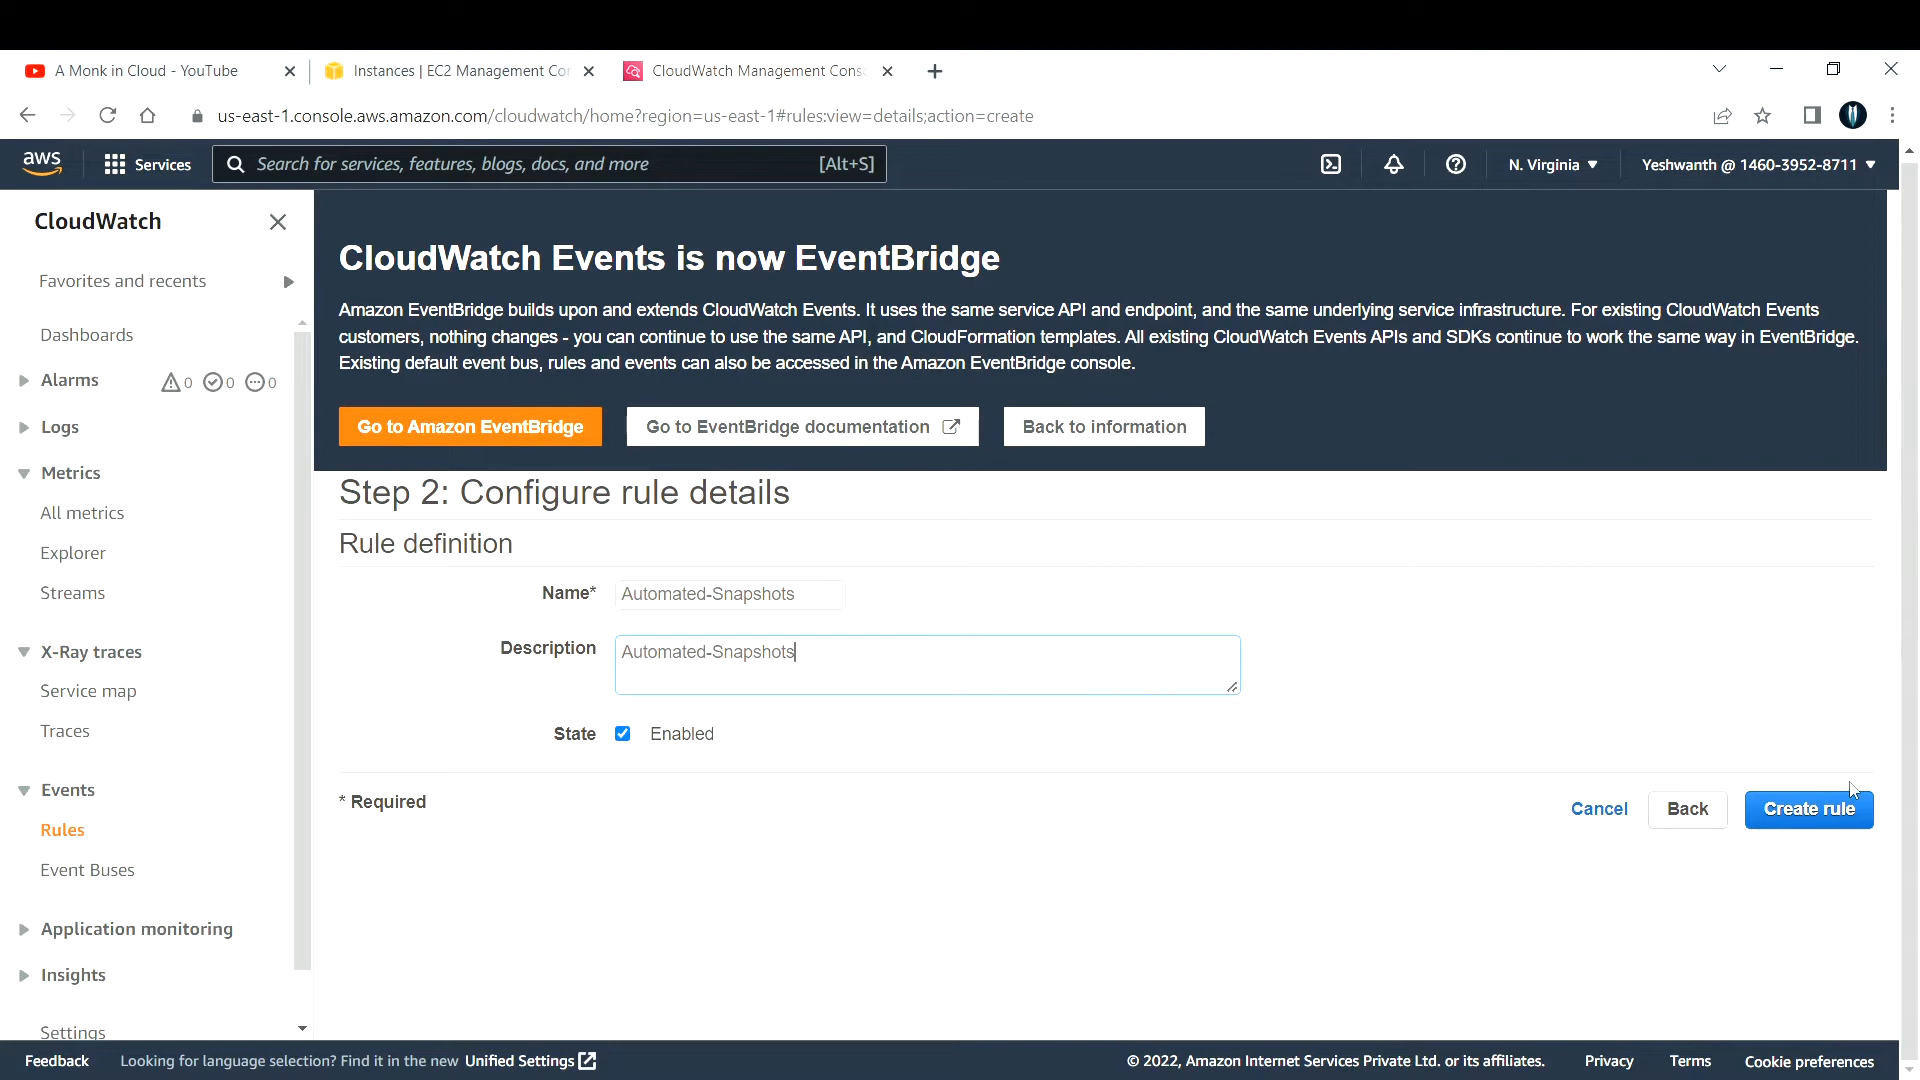 A Monk in Cloud - YouTube
Instances | EC2 Management Cor
CloudWatch Management Conso
us-east-1.console.aws.amazon.com/cloudwatch/home?region=us-east-1#rules:view=details;action=create
aws
Services
Search for services, features, blogs, docs, and more
[Alt+S]
N. Virginia
Yeshwanth @ 1460-3952-8711
CloudWatch
Favorites and recents
Dashboards
Alarms
0
0
0
Logs
Metrics
All metrics
Explorer
Streams
X-Ray traces
Service map
Traces
Events
Rules
Event Buses
Application monitoring
Insights
Settings
CloudWatch Events is now EventBridge
Amazon EventBridge builds upon and extends CloudWatch Events. It uses the same service API and endpoint, and the same underlying service infrastructure. For existing CloudWatch Events
customers, nothing changes - you can continue to use the same API, and CloudFormation templates. All existing CloudWatch Events APIs and SDKs continue to work the same way in EventBridge.
Existing default event bus, rules and events can also be accessed in the Amazon EventBridge console.
Go to Amazon EventBridge
Go to EventBridge documentation
Back to information
Step 2: Configure rule details
Rule definition
Name*
Automated-Snapshots
Description
Automated-Snapshots
State
Enabled
* Required
Cancel
Back
Create rule
Feedback
Looking for language selection? Find it in the new Unified Settings
© 2022, Amazon Internet Services Private Ltd. or its affiliates.
Privacy
Terms
Cookie preferences